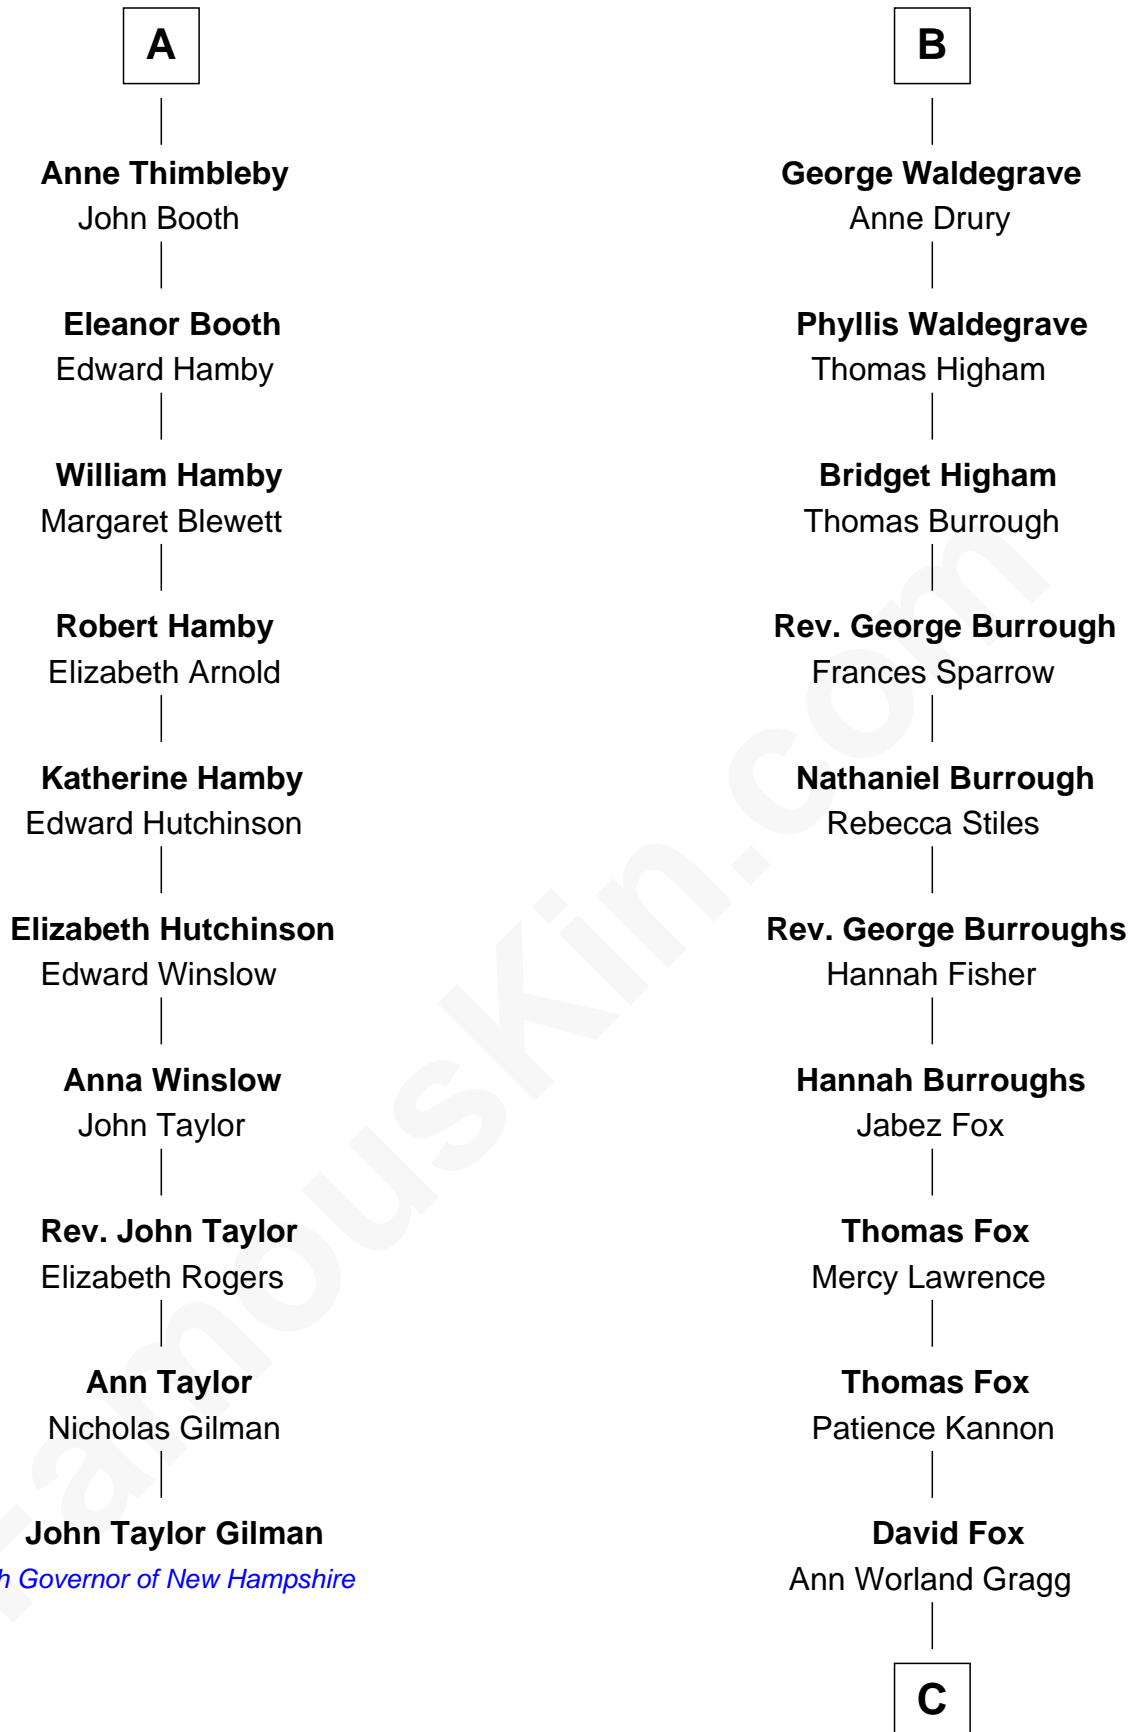 A
Anne Thimbleby
John Booth
Eleanor Booth
Edward Hamby
William Hamby
Margaret Blewett
Robert Hamby
Elizabeth Arnold
Katherine Hamby
Edward Hutchinson
Elizabeth Hutchinson
Edward Winslow
Anna Winslow
John Taylor
Rev. John Taylor
Elizabeth Rogers
Ann Taylor
Nicholas Gilman
John Taylor Gilman
h Governor of New Hampshire
B
George Waldegrave
Anne Drury
Phyllis Waldegrave
Thomas Higham
Bridget Higham
Thomas Burrough
Rev. George Burrough
Frances Sparrow
Nathaniel Burrough
Rebecca Stiles
Rev. George Burroughs
Hannah Fisher
Hannah Burroughs
Jabez Fox
Thomas Fox
Mercy Lawrence
Thomas Fox
Patience Kannon
David Fox
Ann Worland Gragg
C
FamousKin.com